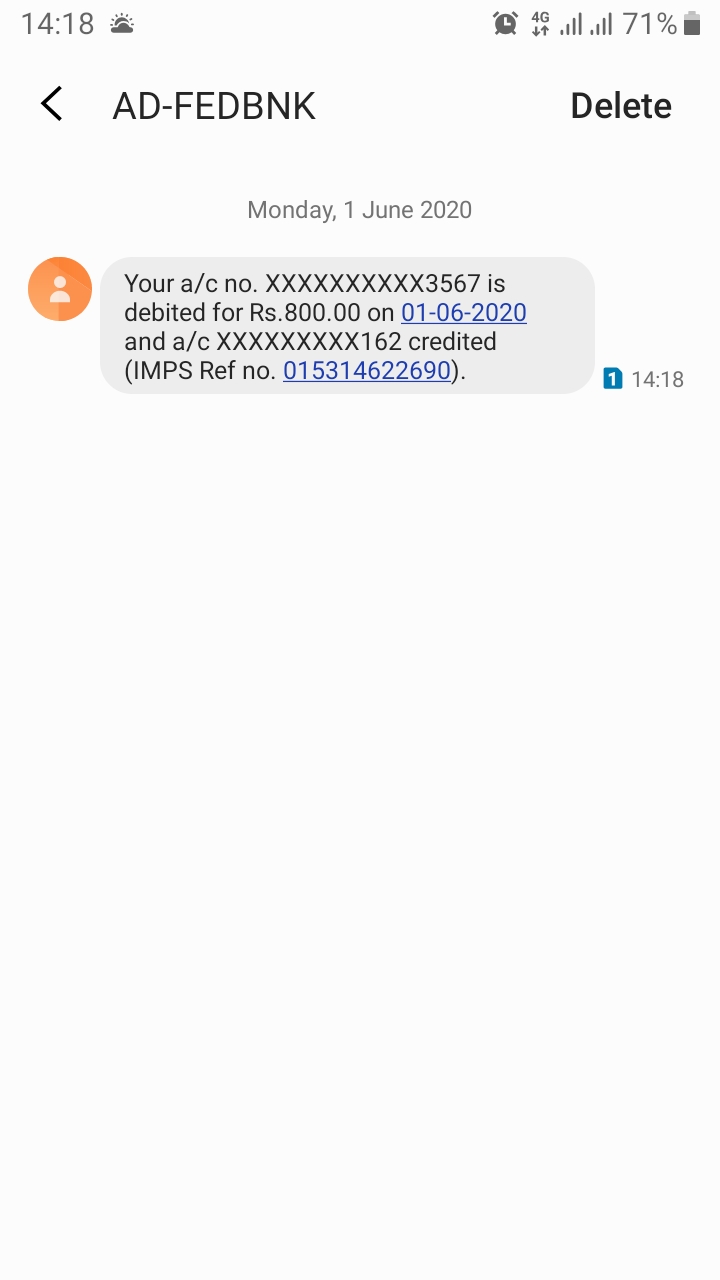 14:18 4G 71%
AD-FEDBNK Delete
Monday, 1 June 2020
Your a/c no. XXXXXXXXXX3567 is
debited for Rs.800.00 on 01-06-2020
and a/c XXXXXXXXX162 credited
(IMPS Ref no. 015314622690).
1 14:18